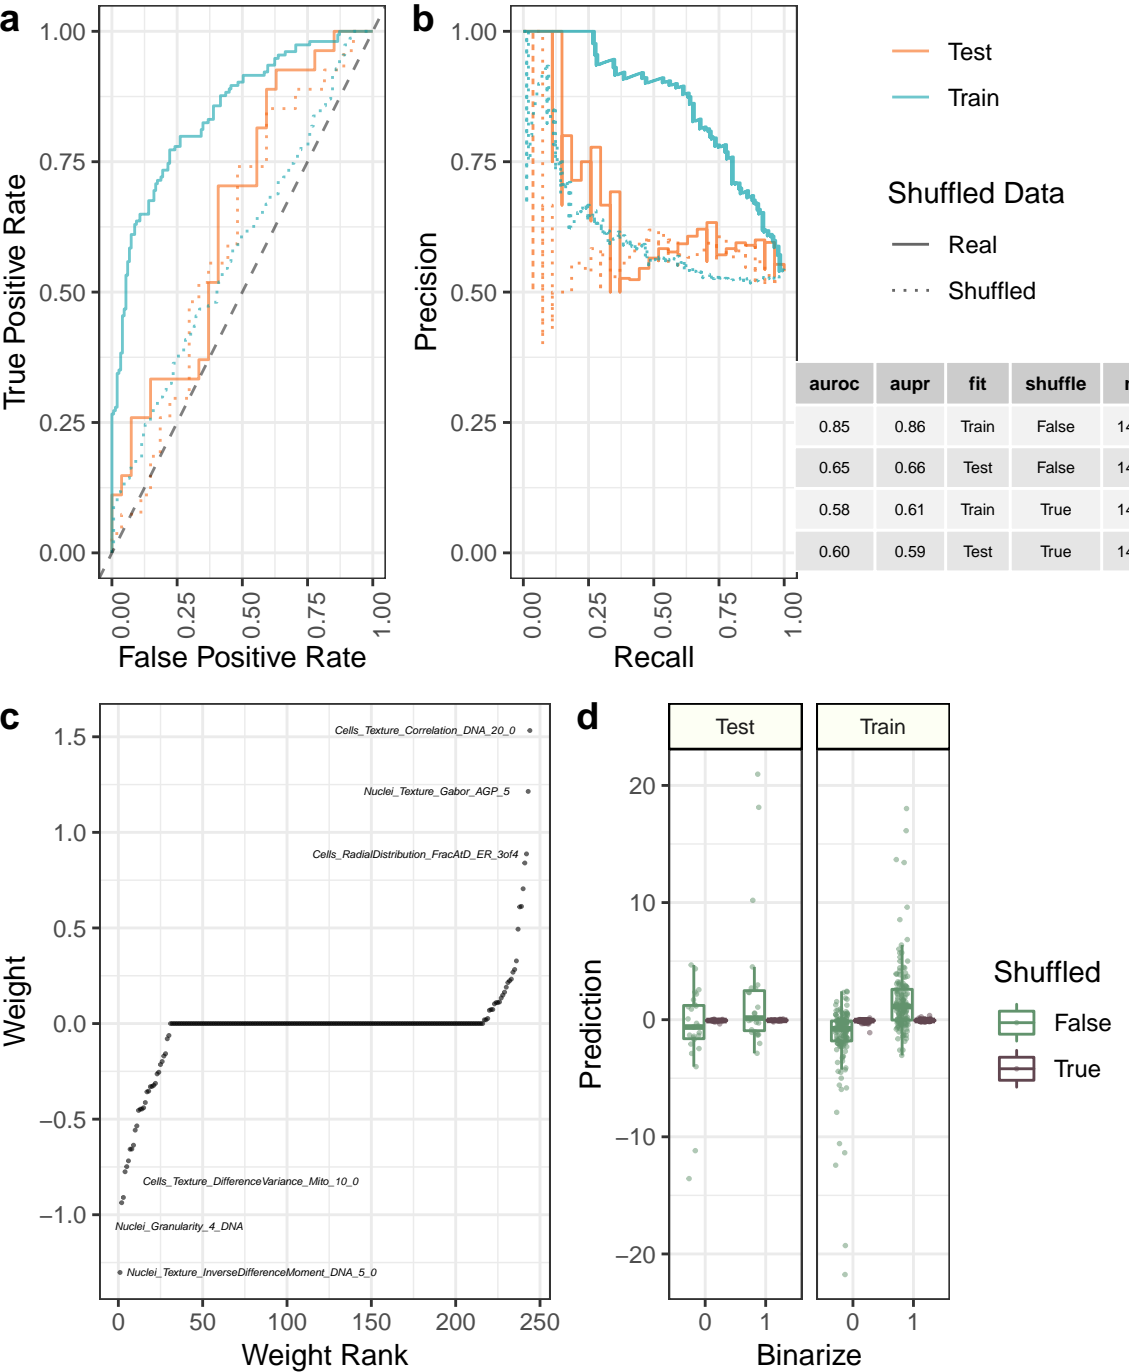 a
1.00
0.75
0.50
0.25
0.00
True Positive Rate
0.00
0.25
0.50
0.75
1.00
False Positive Rate
b
1.00
0.75
0.50
0.25
0.00
Precision
0.00
0.25
0.50
0.75
1.00
Recall
Test
Train
Shuffled Data
Real
Shuffled
auroc aupr fit shuffle
0.85 0.86 Train False 14
0.65 0.66 Test False 14
0.58 0.61 Train True 14
0.60 0.59 Test True 14
c
1.5
1.0
0.5
0.0
−0.5
−1.0
Weight
Cells_Texture_Correlation_DNA_20_0
Nuclei_Texture_Gabor_AGP_5
Cells_RadialDistribution_FracAtD_ER_3of4
Cells_Texture_DifferenceVariance_Mito_10_0
Nuclei_Granularity_4_DNA
Nuclei_Texture_InverseDifferenceMoment_DNA_5_0
0 50 100 150 200 250
Weight Rank
d
Test Train
20
10
0
−10
−20
Prediction
0 1 0 1
Binarize
Shuffled
False
True